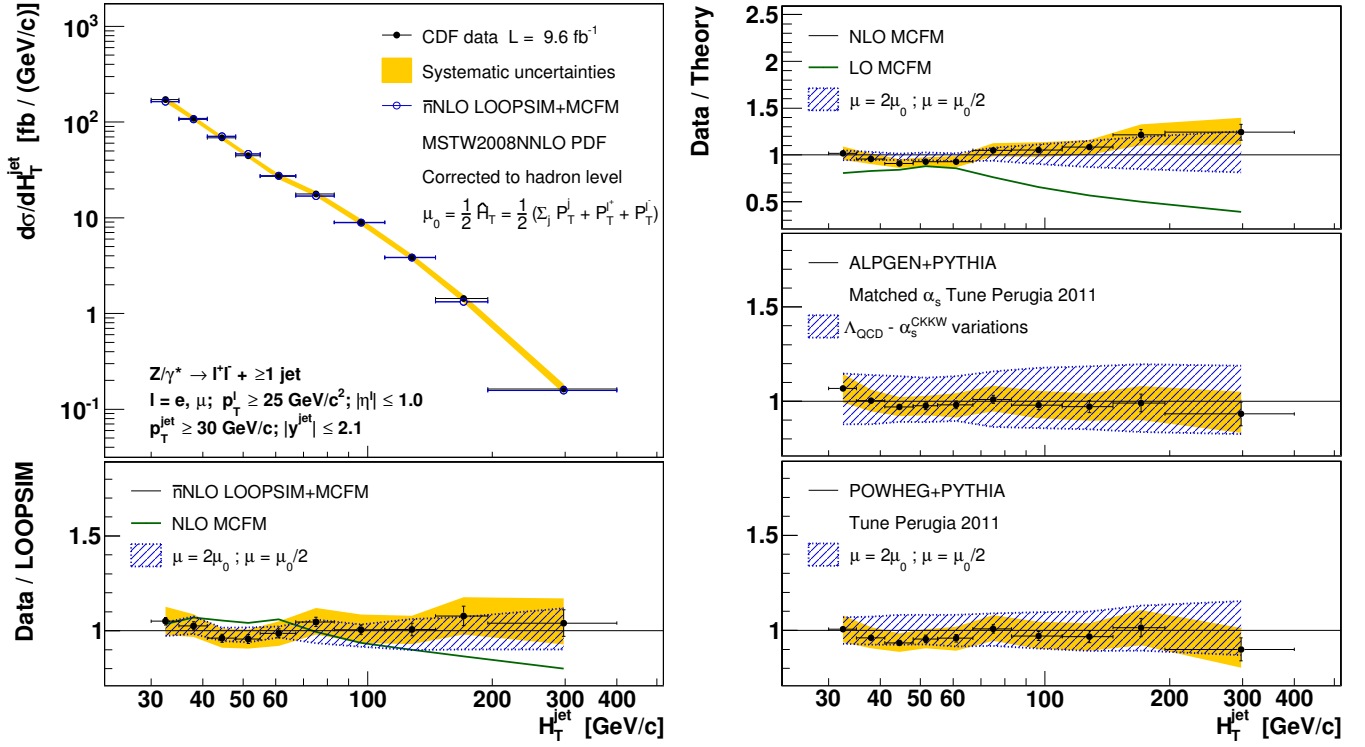 dσ/dH_T^jet [fb / (GeV/c)]
10³
10²
10
1
10⁻¹
CDF data L = 9.6 fb⁻¹
Systematic uncertainties
n̅NLO LOOPSIM+MCFM
MSTW2008NNLO PDF
Corrected to hadron level
μ₀ = 1/2 Ĥ_T = 1/2 (Σ_j P_T^j + P_T^l⁺ + P_T^l⁻)
Z/γ* → l⁺l⁻ + ≥1 jet
l = e, μ; p_T^l ≥ 25 GeV/c²; |η^l| ≤ 1.0
p_T^jet ≥ 30 GeV/c; |y^jet| ≤ 2.1
Data / LOOPSIM
1.5
1
n̅NLO LOOPSIM+MCFM
NLO MCFM
μ = 2μ₀ ; μ = μ₀/2
30 40 50 60 100 200 300 400
H_T^jet [GeV/c]
Data / Theory
2.5
2
1.5
1
0.5
NLO MCFM
LO MCFM
μ = 2μ₀ ; μ = μ₀/2
1.5
1
ALPGEN+PYTHIA
Matched α_s Tune Perugia 2011
Λ_QCD - α_s^CKKW variations
1.5
1
POWHEG+PYTHIA
Tune Perugia 2011
μ = 2μ₀ ; μ = μ₀/2
30 40 50 60 100 200 300 400
H_T^jet [GeV/c]